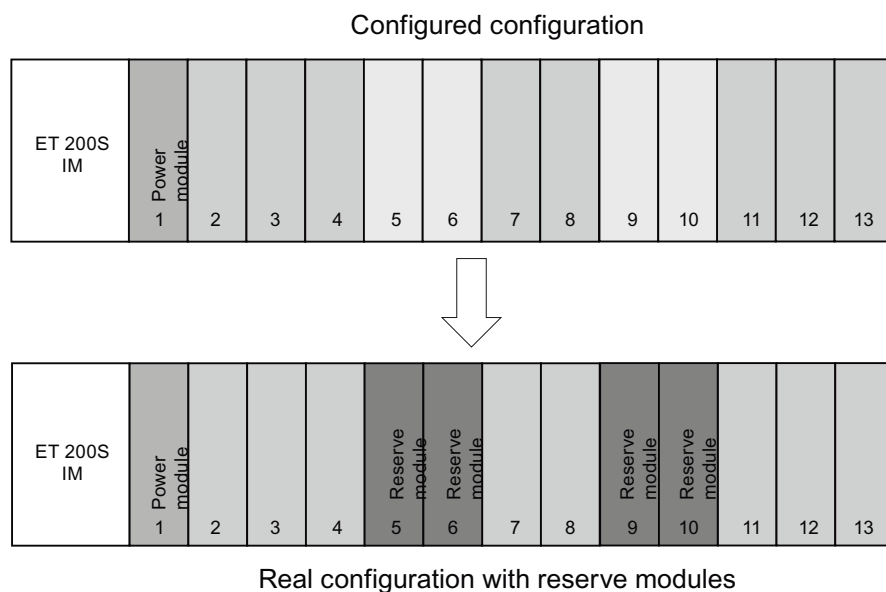 Configured configuration
ET 200S
IM
Power
module
1 2 3 4 5 6 7 8 9 10 11 12 13
ET 200S
IM
Power
module
Reserve
module
Reserve
module
Reserve
module
Reserve
module
1 2 3 4 5 6 7 8 9 10 11 12 13
Real configuration with reserve modules